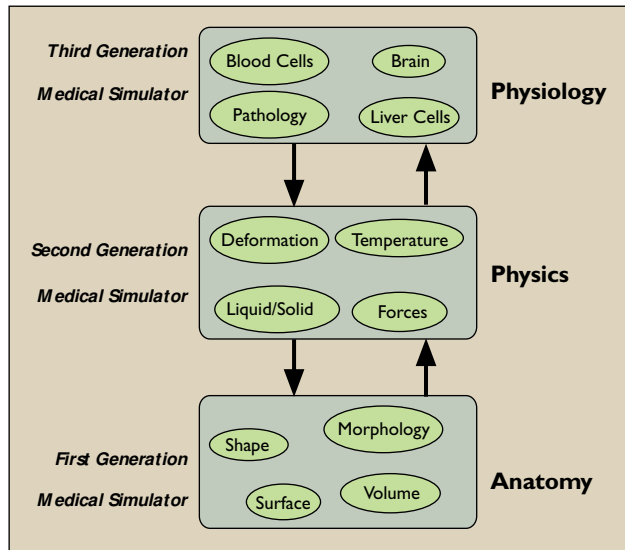 Third Generation
Medical Simulator
Blood Cells
Brain
Pathology
Liver Cells
Physiology
Second Generation
Medical Simulator
Deformation
Temperature
Liquid/Solid
Forces
Physics
First Generation
Medical Simulator
Shape
Morphology
Surface
Volume
Anatomy